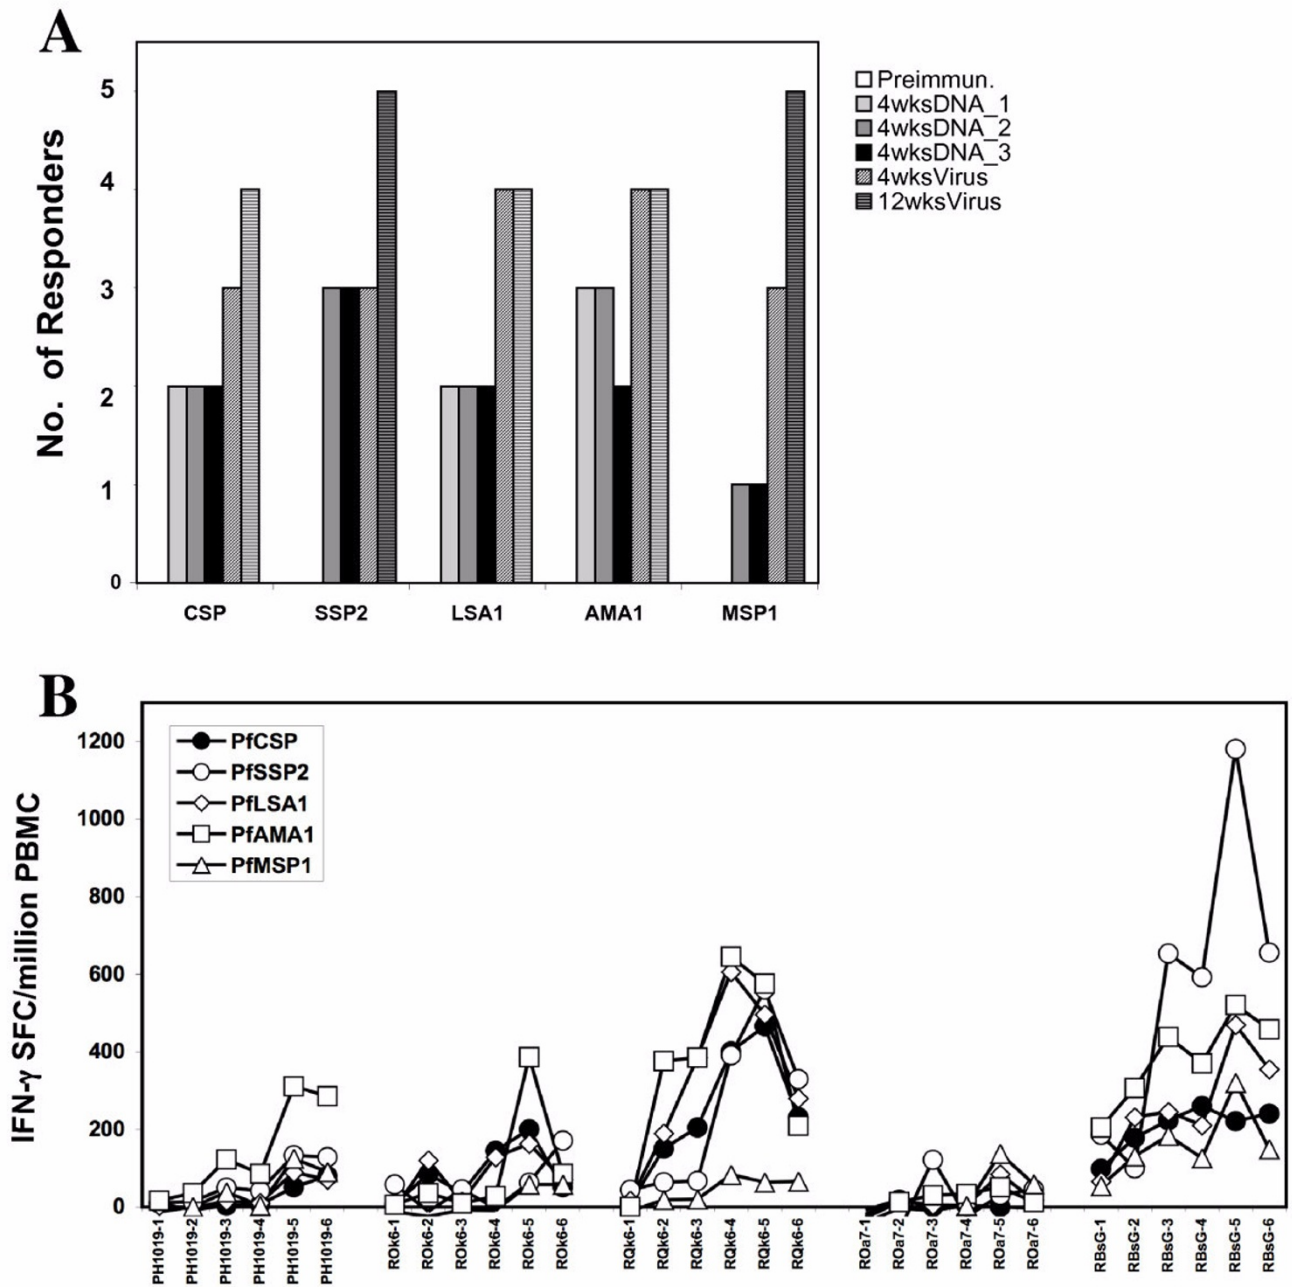 A
No. of Responders
5
4
3
2
1
0
CSP SSP2 LSA1 AMA1 MSP1
Preimmun.
4wksDNA_1
4wksDNA_2
4wksDNA_3
4wksVirus
12wksVirus
B
IFN-γ SFC/million PBMC
1200
1000
800
600
400
200
0
PfCSP
PfSSP2
PfLSA1
PfAMA1
PfMSP1
PH1019-1
PH1019-2
PH1019-3
PH1019-4
PH1019-5
PH1019-6
ROk6-1
ROk6-2
ROk6-3
ROk6-4
ROk6-5
ROk6-6
RQk6-1
RQk6-2
RQk6-3
RQk6-4
RQk6-5
RQk6-6
ROa7-1
ROa7-2
ROa7-3
ROa7-4
ROa7-5
ROa7-6
RBsG-1
RBsG-2
RBsG-3
RBsG-4
RBsG-5
RBsG-6